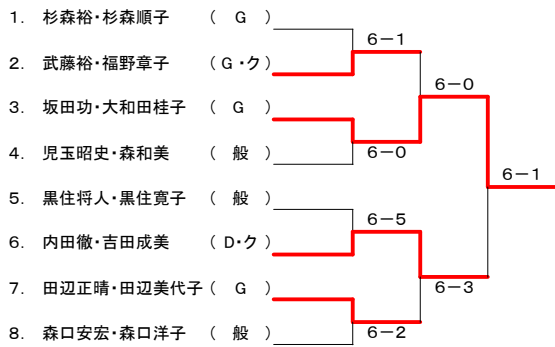 1. 杉森裕・杉森順子 ( G )
6-1
2. 武藤裕・福野章子 ( G・ク )
6-0
3. 坂田功・大和田桂子 ( G )
4. 児玉昭史・森和美 ( 般 )
6-0
6-1
5. 黒住将人・黒住寛子 ( 般 )
6-5
6. 内田徹・吉田成美 ( D・ク )
7. 田辺正晴・田辺美代子 ( G )
6-3
8. 森口安宏・森口洋子 ( 般 )
6-2